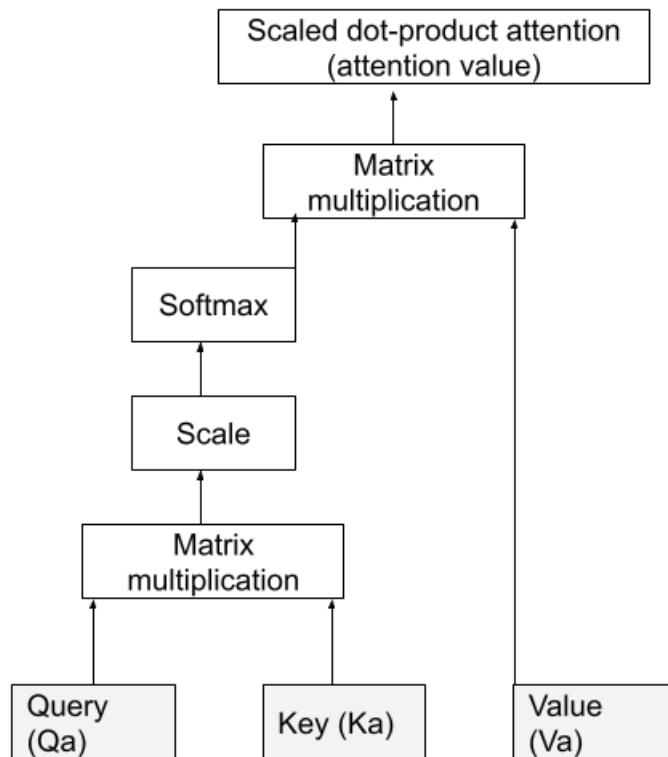 Scaled dot-product attention
(attention value)
Matrix
multiplication
Softmax
Scale
Matrix
multiplication
Query
(Qa)
Key (Ka)
Value
(Va)